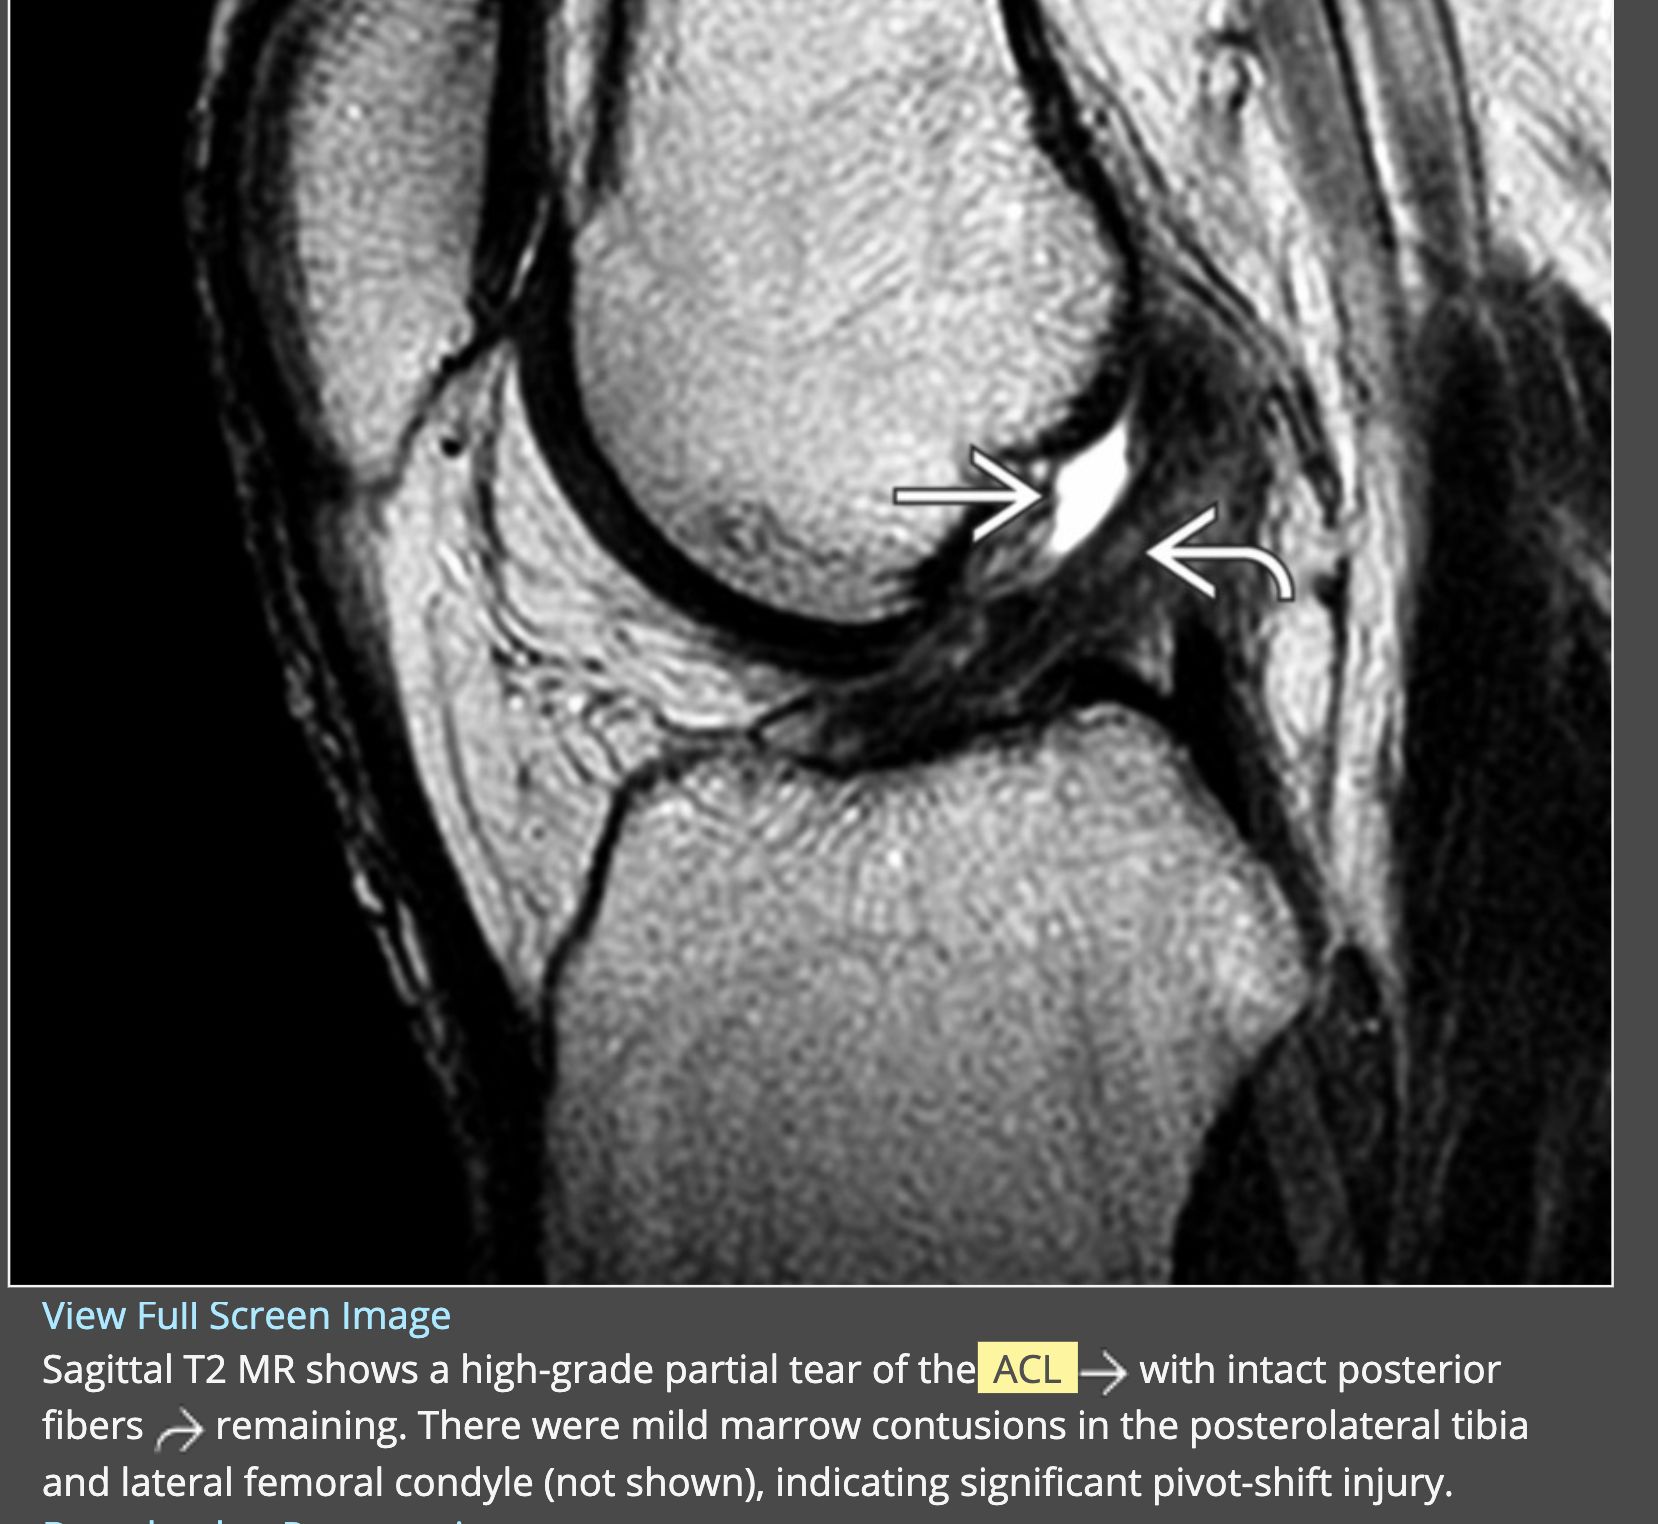 View Full Screen Image
Sagittal T2 MR shows a high-grade partial tear of the ACL → with intact posterior
fibers remaining. There were mild marrow contusions in the posterolateral tibia
and lateral femoral condyle (not shown), indicating significant pivot-shift injury.